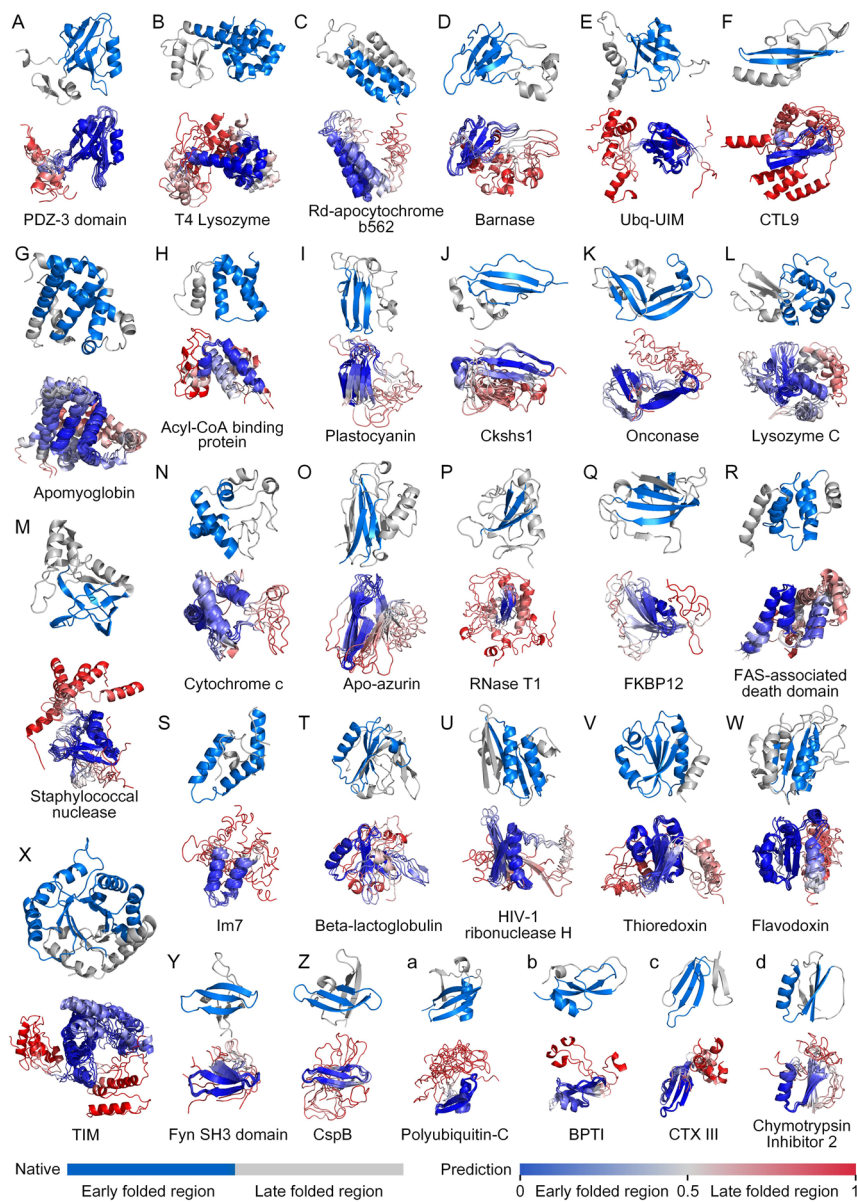 A
B
C
D
E
F
PDZ-3 domain
T4 Lysozyme
Rd-apocytochrome
b562
Barnase
Ubq-UIM
CTL9
G
H
I
J
K
L
Apomyoglobin
Acyl-CoA binding
protein
Plastocyanin
Ckshs1
Onconase
Lysozyme C
M
N
O
P
Q
R
Staphylococcal
nuclease
Cytochrome c
Apo-azurin
RNase T1
FKBP12
FAS-associated
death domain
S
T
U
V
W
Im7
Beta-lactoglobulin
HIV-1
ribonuclease H
Thioredoxin
Flavodoxin
X
Y
Z
a
b
c
d
TIM
Fyn SH3 domain
CspB
Polyubiquitin-C
BPTI
CTX III
Chymotrypsin
Inhibitor 2
Native
Early folded region
Late folded region
Prediction
0
Early folded region
0.5
Late folded region
1